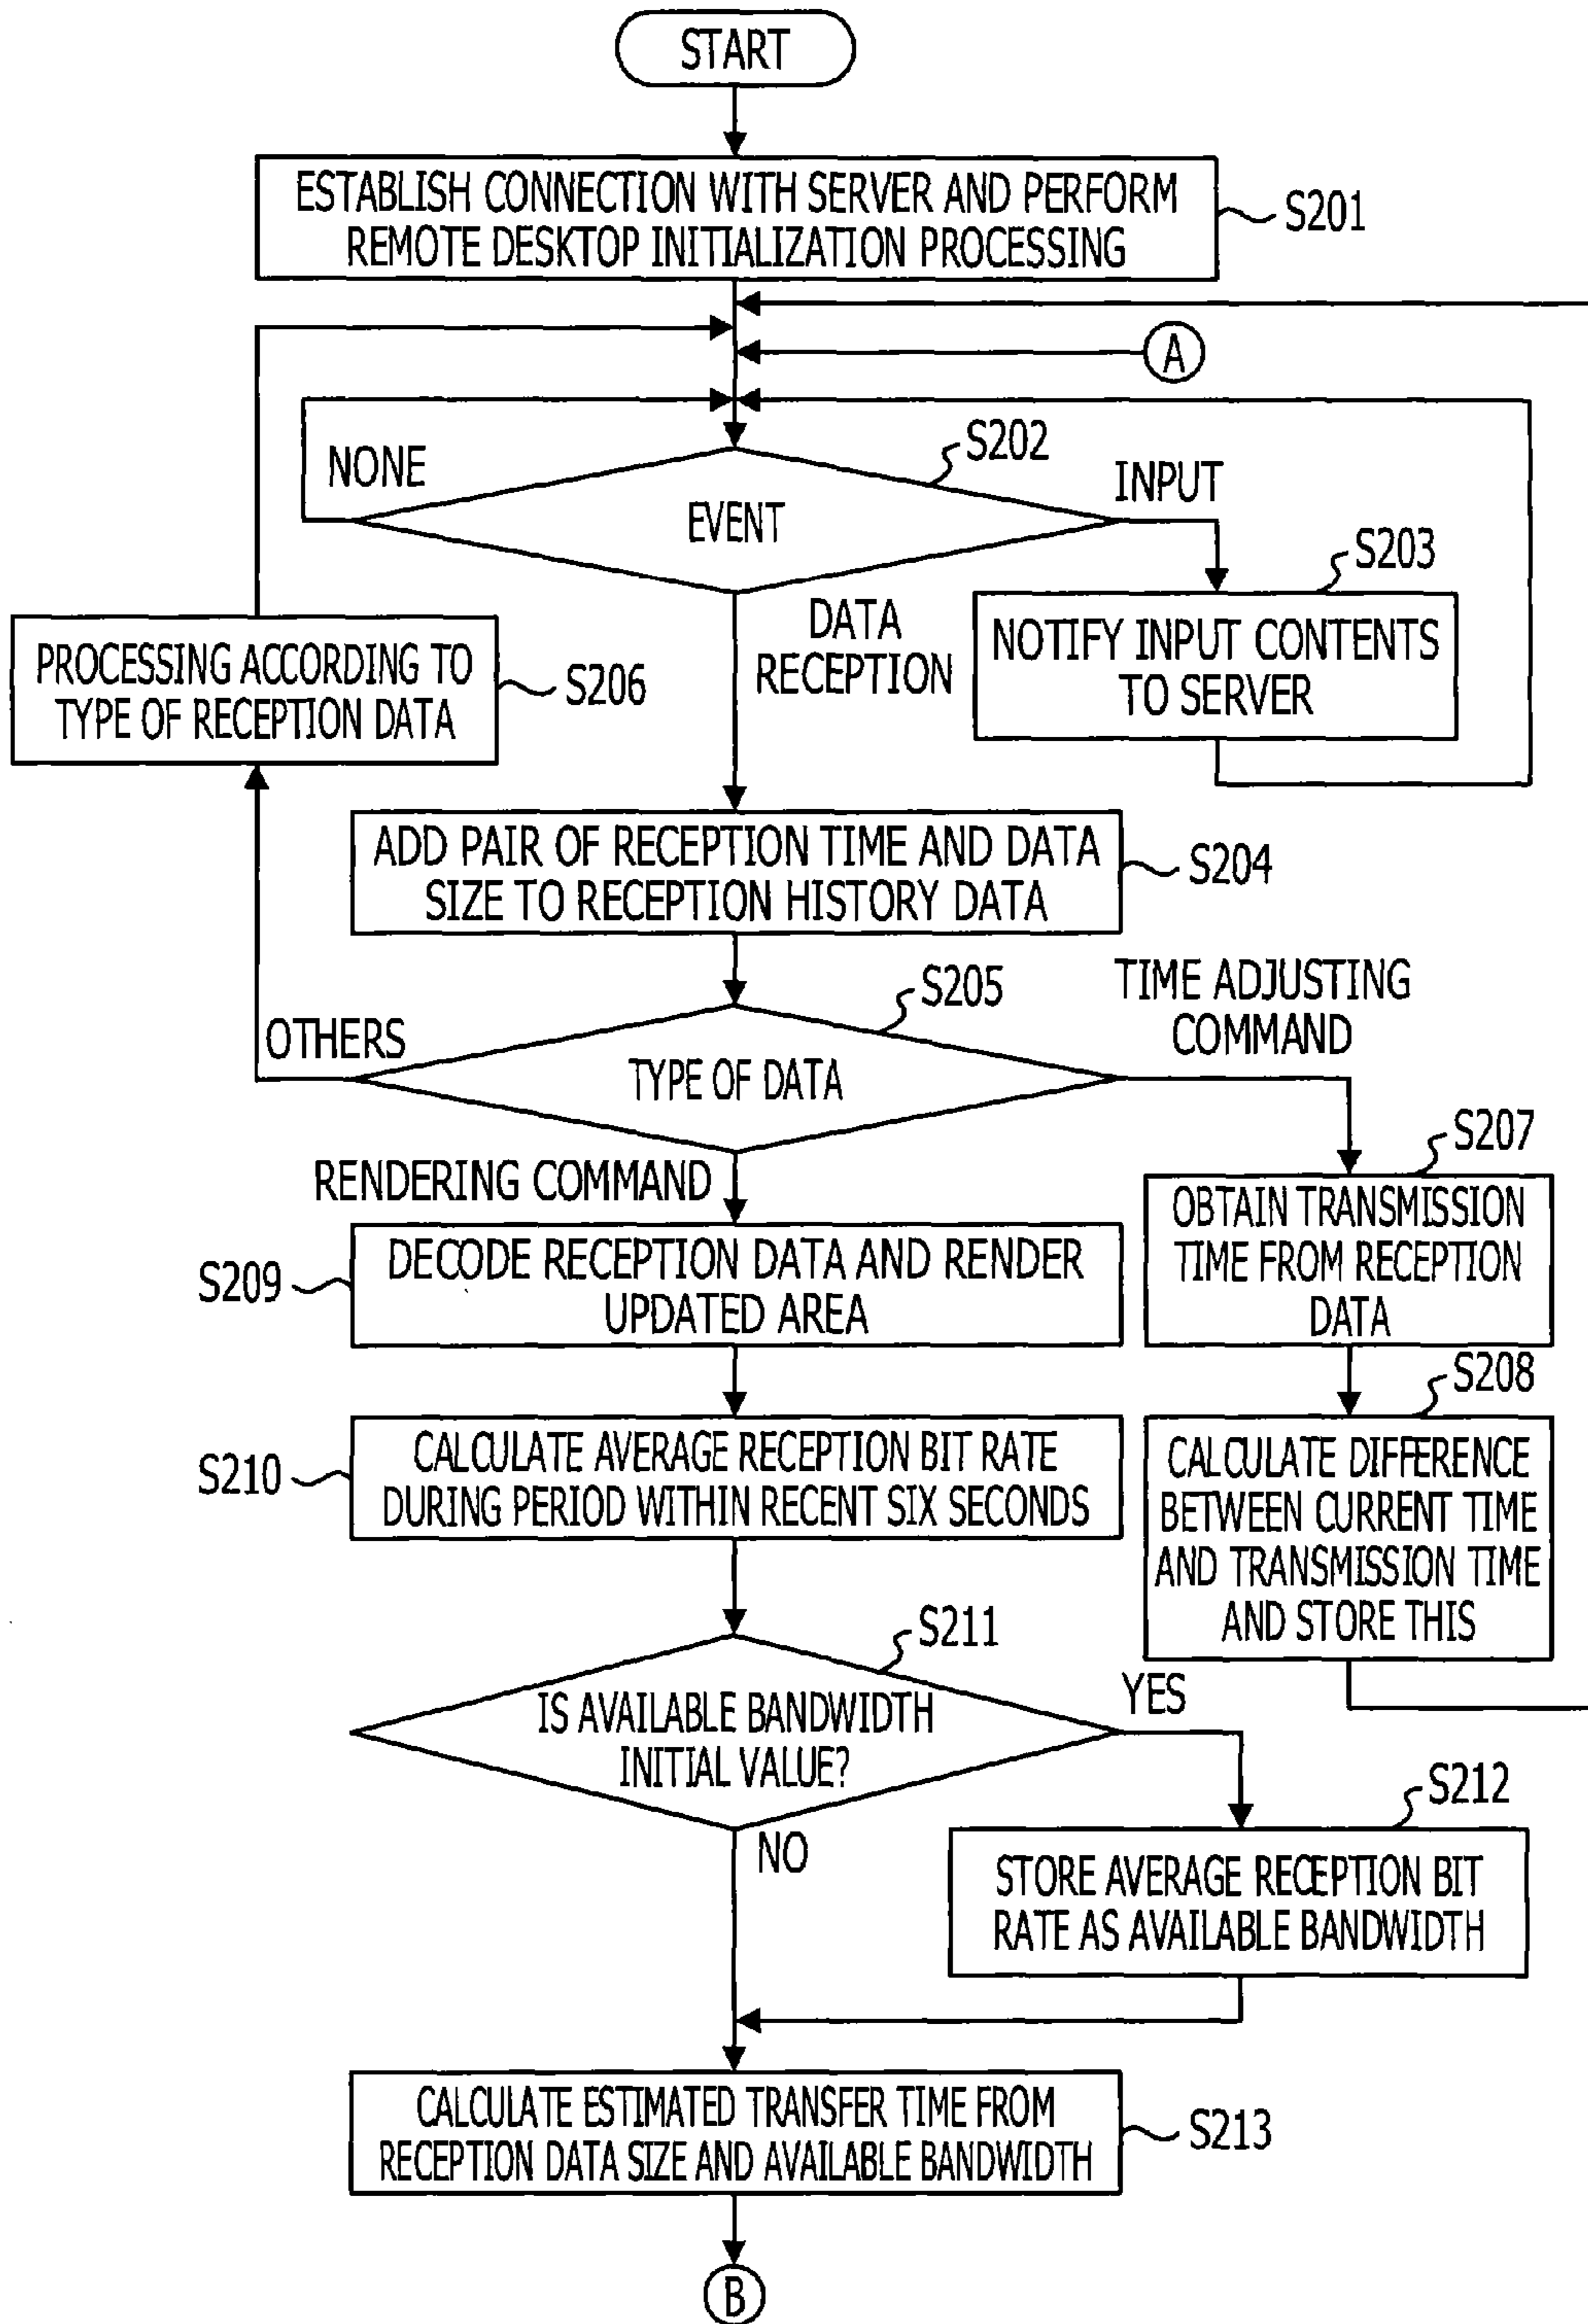 START
ESTABLISH CONNECTION WITH SERVER AND PERFORM
REMOTE DESKTOP INITIALIZATION PROCESSING
S201
A
S202
NONE
INPUT
EVENT
S203
DATA
RECEPTION
NOTIFY INPUT CONTENTS
TO SERVER
PROCESSING ACCORDING TO
TYPE OF RECEPTION DATA
S206
ADD PAIR OF RECEPTION TIME AND DATA
SIZE TO RECEPTION HISTORY DATA
S204
S205
TIME ADJUSTING
COMMAND
OTHERS
TYPE OF DATA
S207
RENDERING COMMAND
OBTAIN TRANSMISSION
TIME FROM RECEPTION
DATA
S209
DECODE RECEPTION DATA AND RENDER
UPDATED AREA
S208
S210
CALCULATE AVERAGE RECEPTION BIT RATE
DURING PERIOD WITHIN RECENT SIX SECONDS
CALCULATE DIFFERENCE
BETWEEN CURRENT TIME
AND TRANSMISSION TIME
AND STORE THIS
S211
YES
IS AVAILABLE BANDWIDTH
INITIAL VALUE?
S212
NO
STORE AVERAGE RECEPTION BIT
RATE AS AVAILABLE BANDWIDTH
CALCULATE ESTIMATED TRANSFER TIME FROM
RECEPTION DATA SIZE AND AVAILABLE BANDWIDTH
S213
B